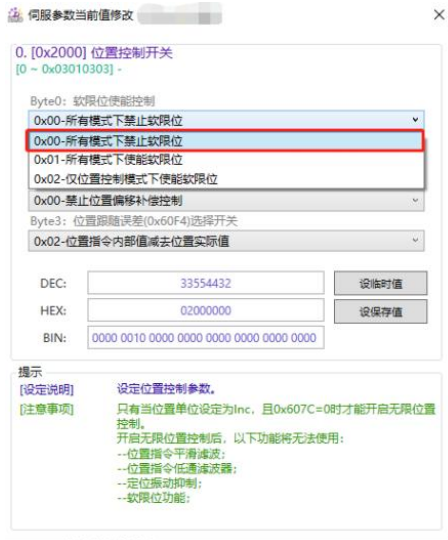 伺服参数当前值修改
0. [0x2000] 位置控制开关
[0 ~ 0x03010303] -
Byte0：软限位使能控制
0x00-所有模式下禁止软限位
0x00-所有模式下禁止软限位
0x01-所有模式下使能软限位
0x02-仅位置控制模式下使能软限位
0x00-禁止位置偏移补偿控制
Byte3：位置跟随误差(0x60F4)选择开关
0x02-位置指令内部值减去位置实际值
DEC: 33554432 设临时值
HEX: 02000000 设保存值
BIN: 0000 0010 0000 0000 0000 0000 0000 0000
提示
[设定说明] 设定位置控制参数。
[注意事项] 只有当位置单位设定为Inc，且0x607C=0时才能开启无限位置
控制。
开启无限位置控制后，以下功能将无法使用：
--位置指令平滑滤波；
--位置指令低通滤波器；
--定位振动抑制；
--软限位功能；